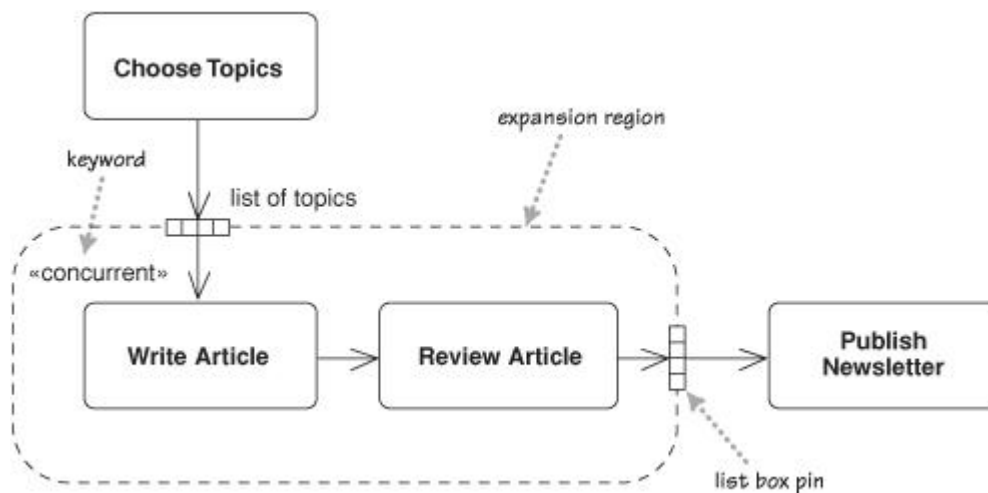 Choose Topics
expansion region
keyword
list of topics
«concurrent»
Write Article
Review Article
Publish
Newsletter
list box pin